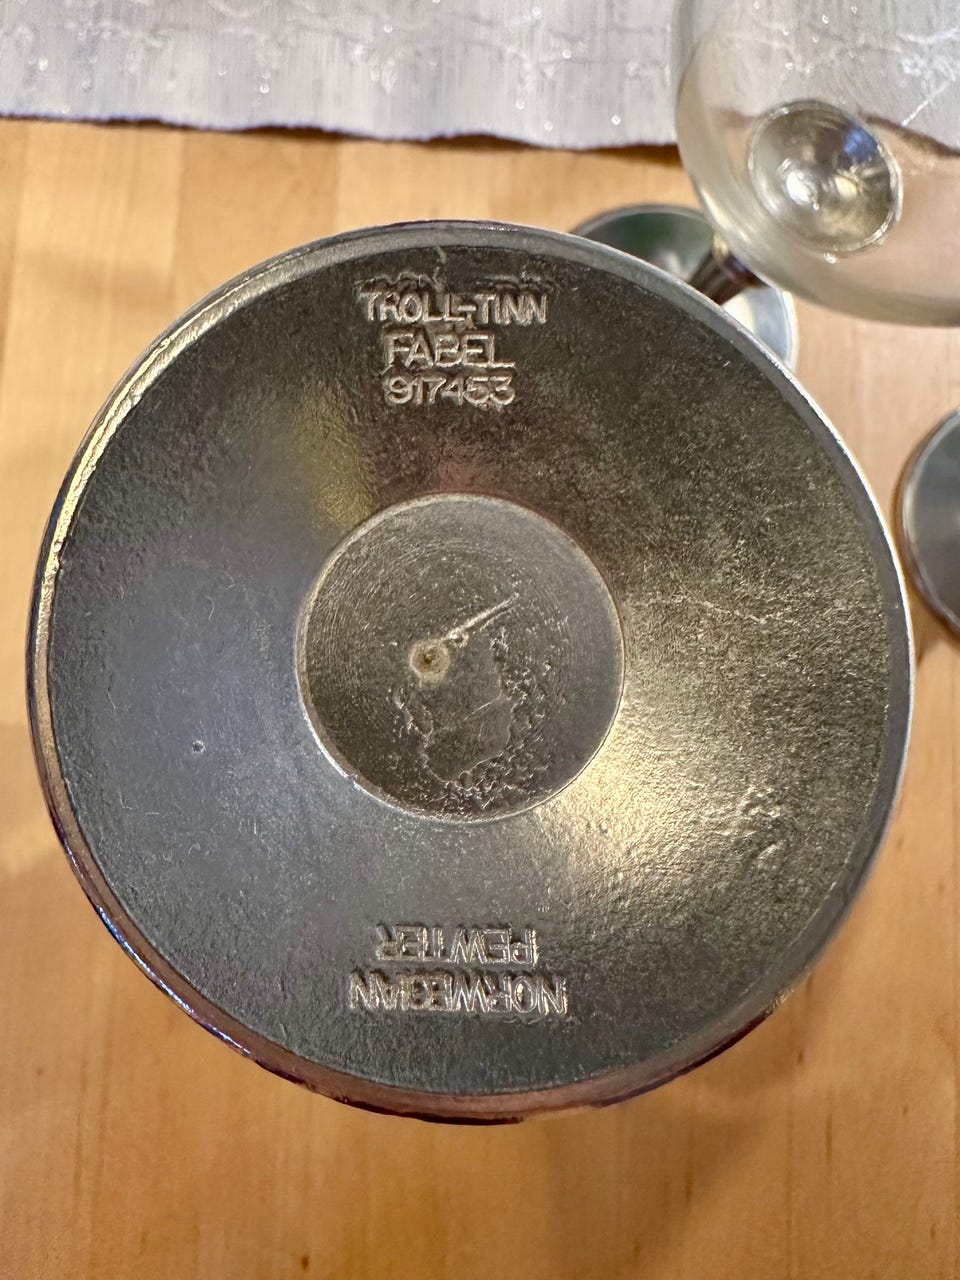 TROLL-TINN
FABEL
917453
NORWEGIAN
PEWTER